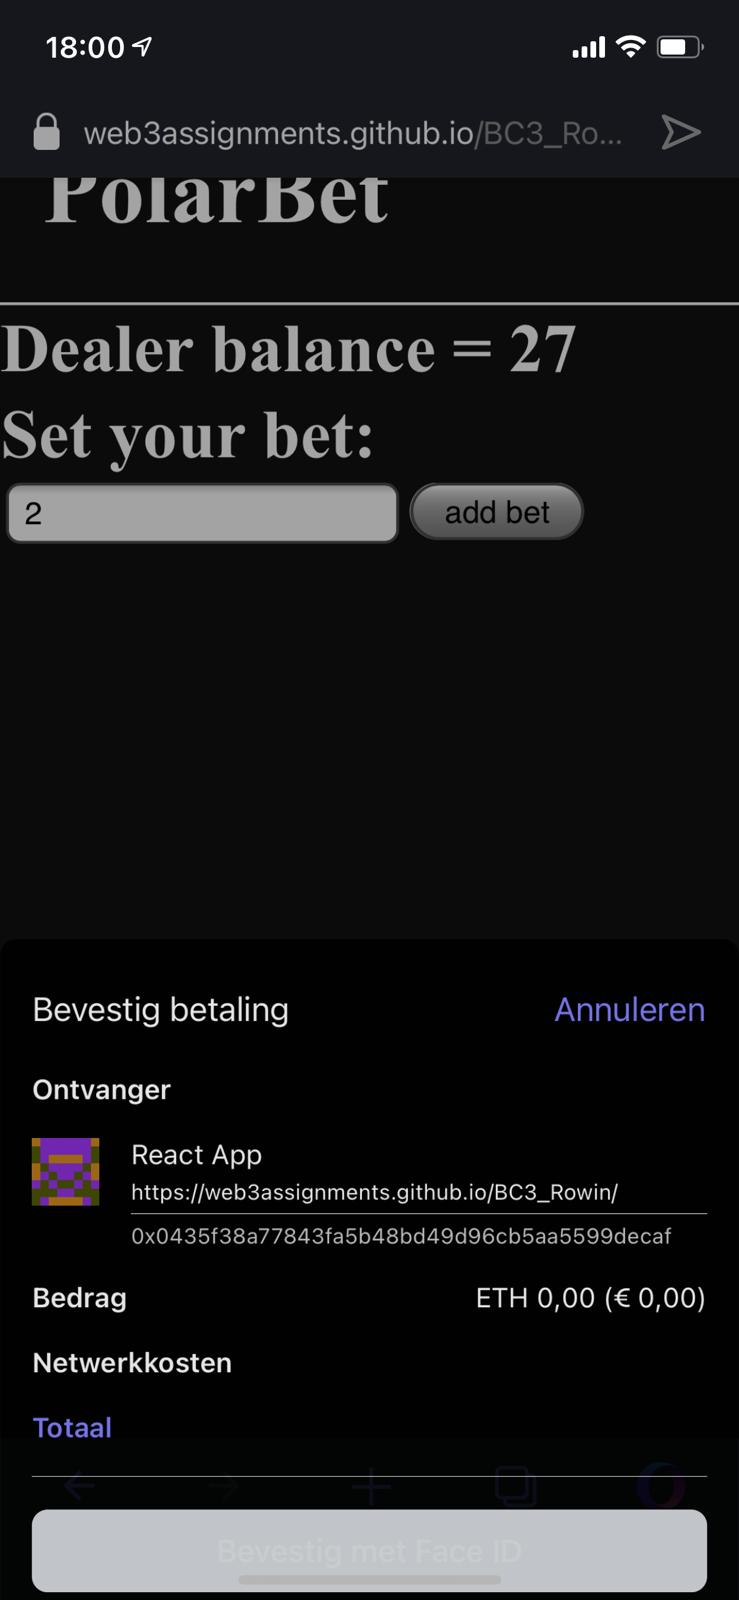 18:00
web3assignments.github.io/BC3_Ro...
PolarBet
Dealer balance = 27
Set your bet:
2 add bet
Bevestig betaling Annuleren
Ontvanger
React App
https://web3assignments.github.io/BC3_Rowin/
0x0435f38a77843fa5b48bd49d96cb5aa5599decaf
Bedrag ETH 0,00 (€ 0,00)
Netwerkkosten
Totaal
Bevestig met Face ID